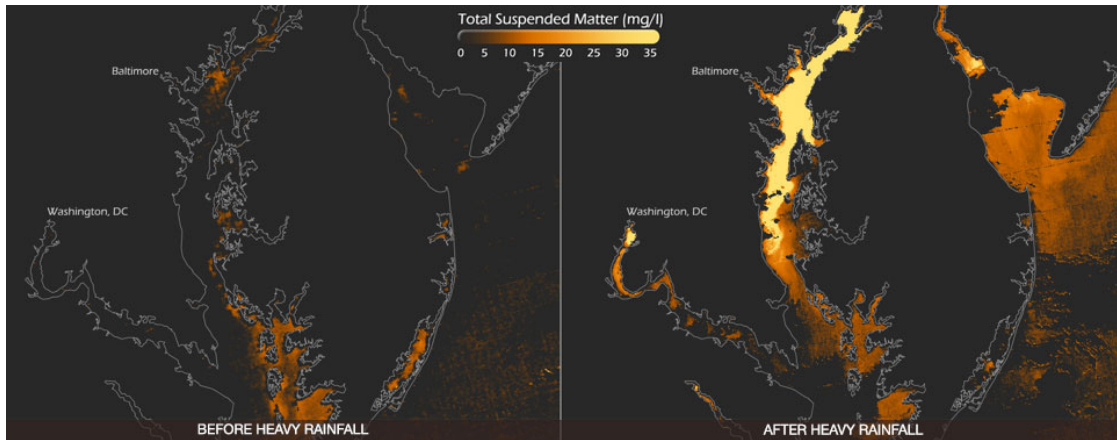 Total Suspended Matter (mg/l)
0 5 10 15 20 25 30 35
Baltimore
Washington, DC
BEFORE HEAVY RAINFALL
Baltimore
Washington, DC
AFTER HEAVY RAINFALL